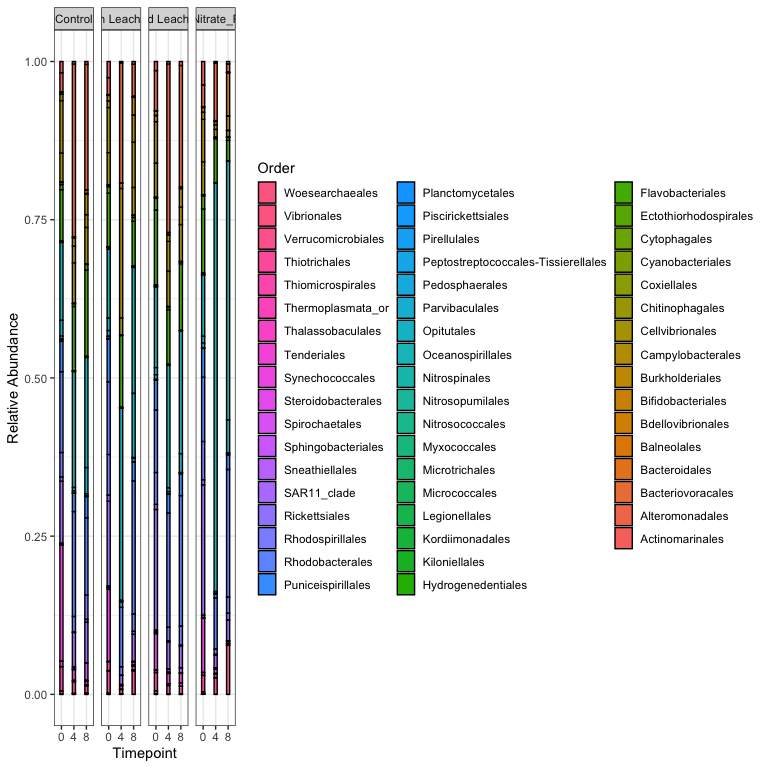 Control
Leach
d Leach
Nitrate_
1.00
0.75
0.50
0.25
0.00
Relative Abundance
0 4 8 0 4 8 0 4 8 0 4 8
Timepoint
Order
Woesearchaeales
Vibrionales
Verrucomicrobiales
Thiotrichales
Thiomicrospirales
Thermoplasmata_or
Thalassobaculales
Tenderiales
Synechococcales
Steroidobacterales
Spirochaetales
Sphingobacteriales
Sneathiellales
SAR11_clade
Rickettsiales
Rhodospirillales
Rhodobacterales
Puniceispirillales
Planctomycetales
Piscirickettsiales
Pirellulales
Peptostreptococcales-Tissierellales
Pedosphaerales
Parvibaculales
Opitutales
Oceanospirillales
Nitrospinales
Nitrosopumilales
Nitrosococcales
Myxococcales
Microtrichales
Micrococcales
Legionellales
Kordiimonadales
Kiloniellales
Hydrogenedentiales
Flavobacteriales
Ectothiorhodospirales
Cytophagales
Cyanobacteriales
Coxiellales
Chitinophagales
Cellvibrionales
Campylobacterales
Burkholderiales
Bifidobacteriales
Bdellovibrionales
Balneolales
Bacteroidales
Bacteriovoracales
Alteromonadales
Actinomarinales